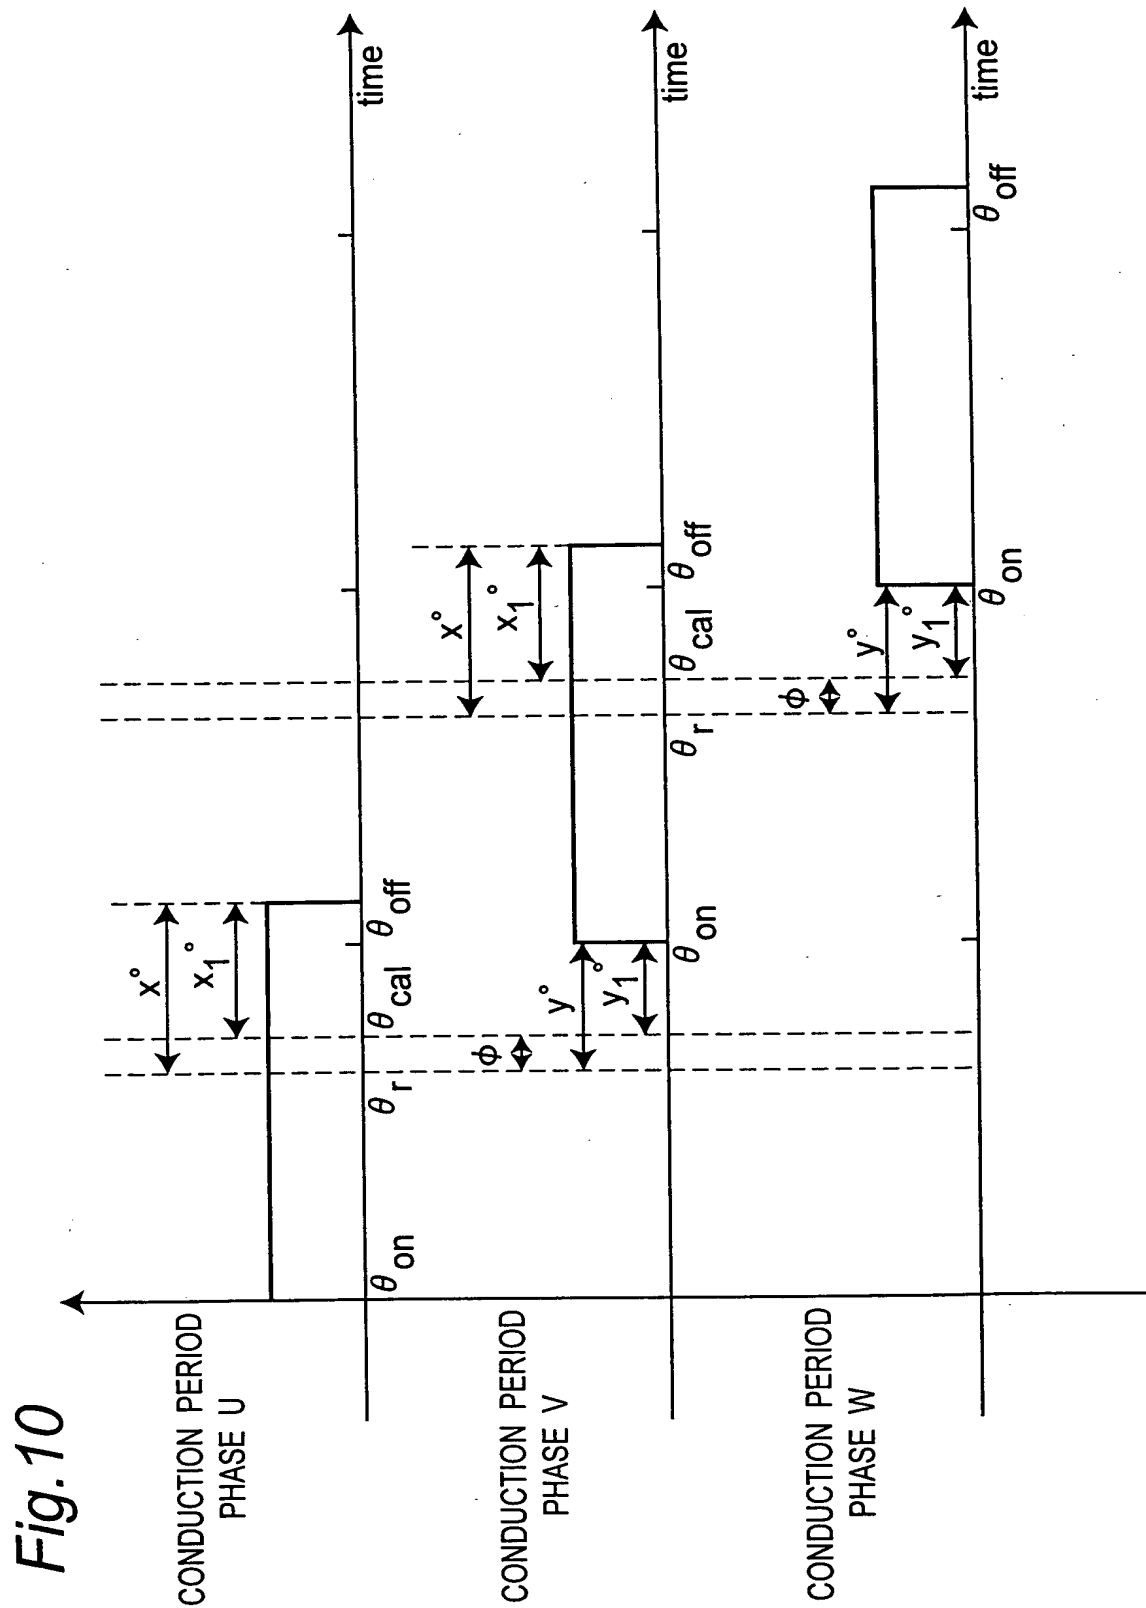 Fig.10
CONDUCTION PERIOD
PHASE U
x°
x₁°
θon
θr
θcal
θoff
time
CONDUCTION PERIOD
PHASE V
ϕ
y°
y₁°
x°
x₁°
θon
θr
θcal
θoff
time
CONDUCTION PERIOD
PHASE W
ϕ
y°
y₁°
θon
θoff
time